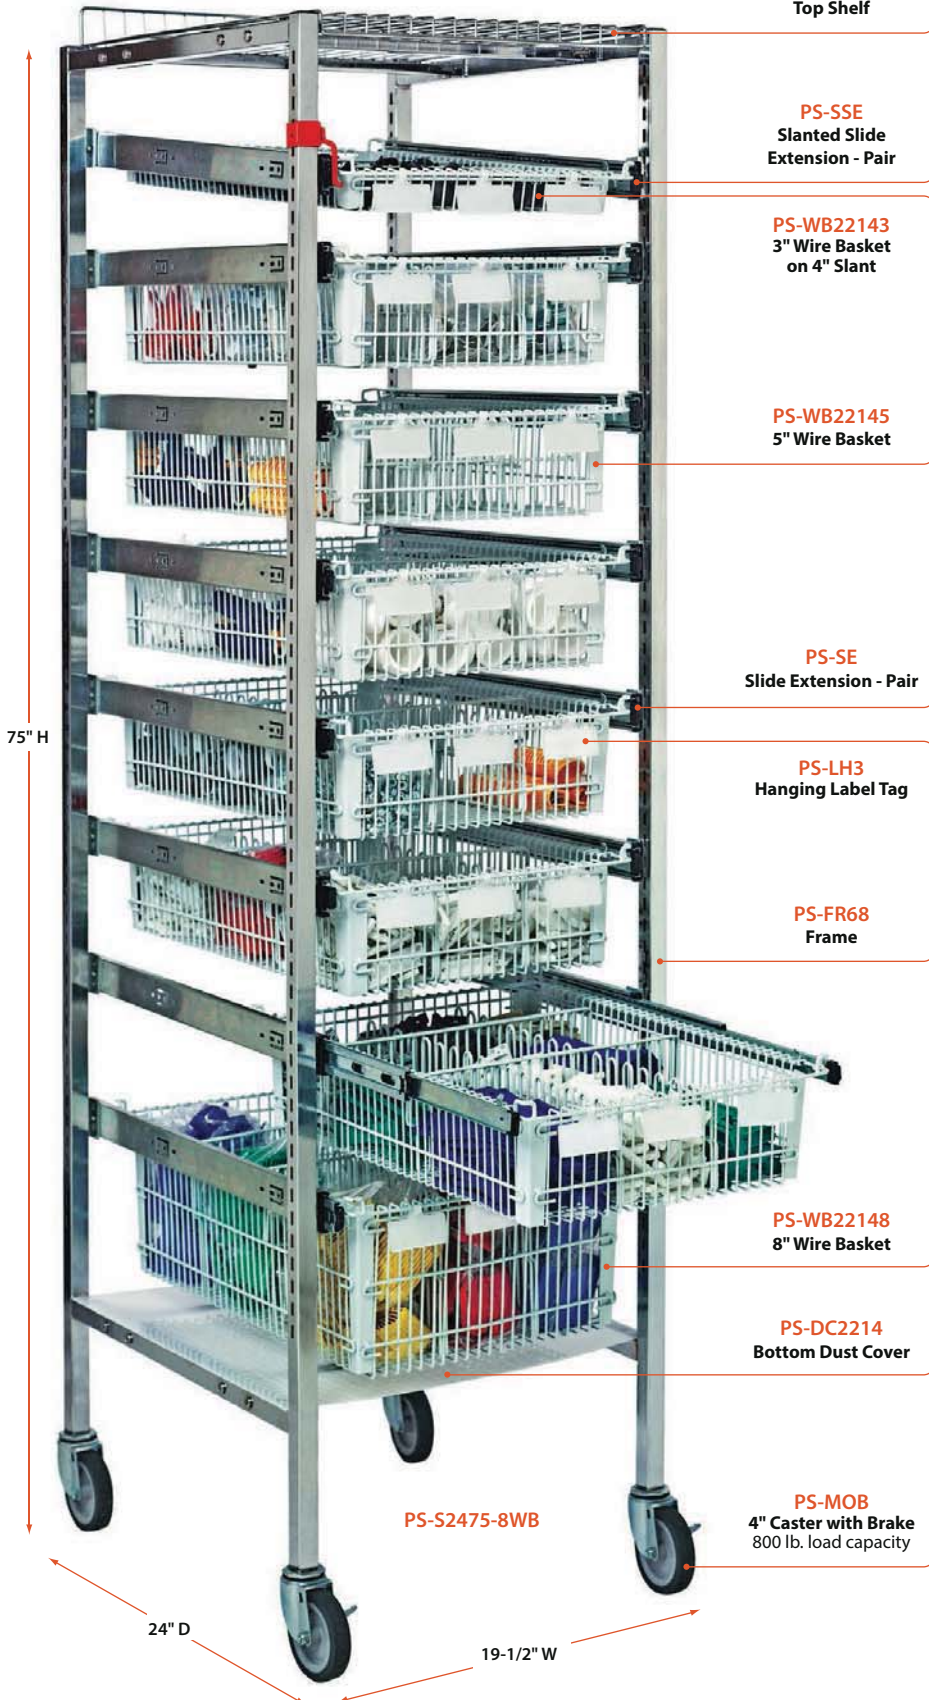 Top Shelf
PS-SSE
Slanted Slide
Extension - Pair
PS-WB22143
3" Wire Basket
on 4" Slant
PS-WB22145
5" Wire Basket
PS-SE
Slide Extension - Pair
75" H
PS-LH3
Hanging Label Tag
PS-FR68
Frame
PS-WB22148
8" Wire Basket
PS-DC2214
Bottom Dust Cover
PS-MOB
4" Caster with Brake
800 lb. load capacity
PS-S2475-8WB
24" D
19-1/2" W